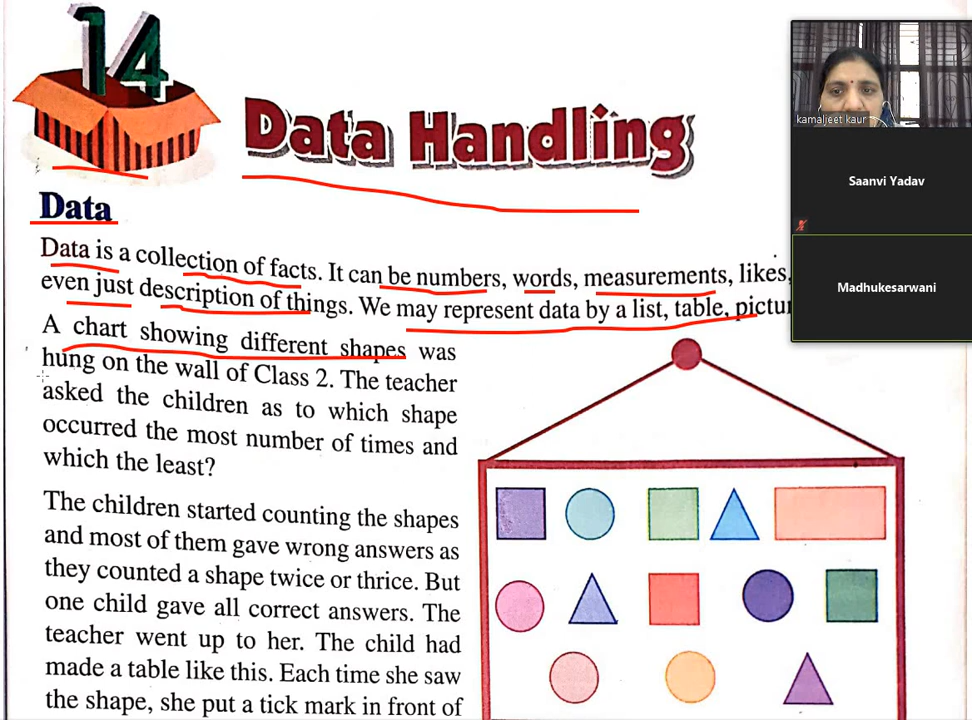 14
Data Handling
Data
Data is a collection of facts. It can be numbers, words, measurements, likes,
even just description of things. We may represent data by a list, table,
A chart showing different shapes was
hung on the wall of Class 2. The teacher
asked the children as to which shape
occurred the most number of times and
which the least?
The children started counting the shapes
and most of them gave wrong answers as
they counted a shape twice or thrice. But
one child gave all correct answers. The
teacher went up to her. The child had
made a table like this. Each time she saw
the shape, she put a tick mark in front of
kamaljeet kaur
Saanvi Yadav
Madhukesarwani